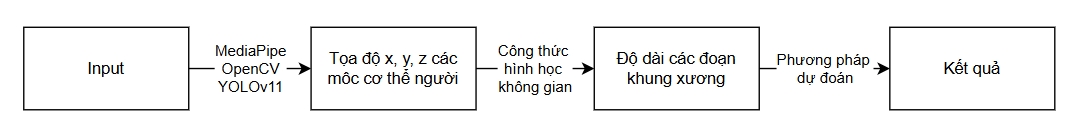 Input
MediaPipe
OpenCV
YOLOv11
Tọa độ x, y, z các
môc cơ thể người
Công thức
hình học
không gian
Độ dài các đoạn
khung xương
Phương pháp
dự đoán
Kết quả